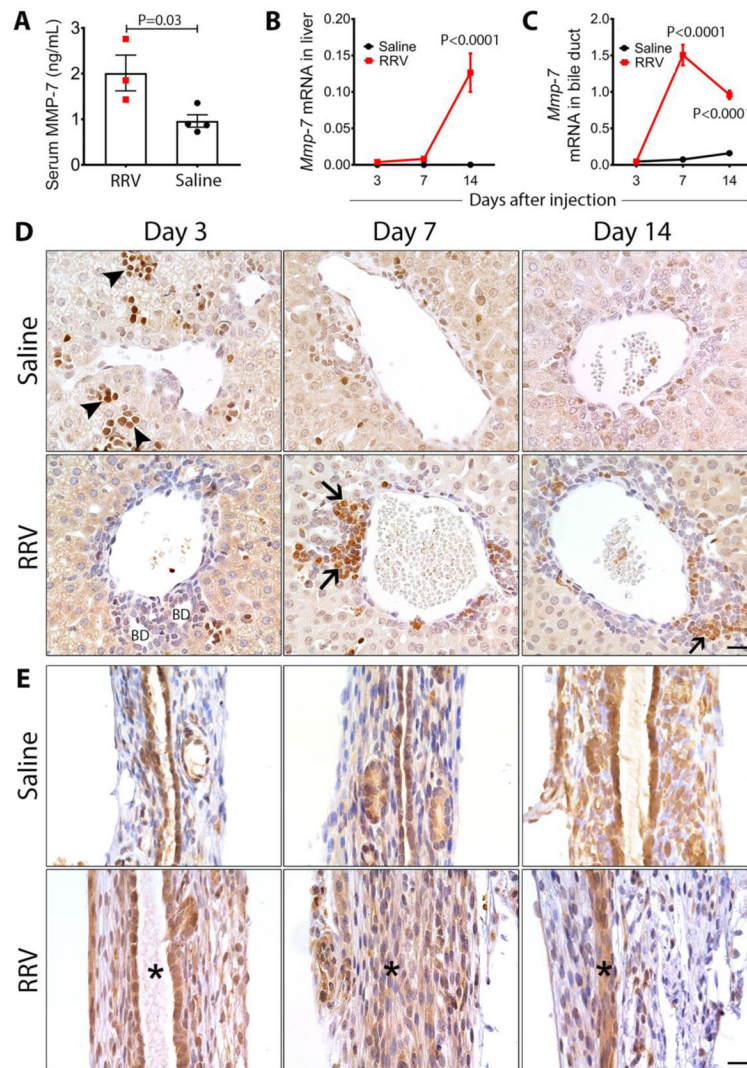 A
P=0.03
Serum MMP-7 (ng/mL)
3
2
1
0
RRV
Saline
B
Mmp-7 mRNA in liver
0.20
0.15
0.10
0.05
0.00
Saline
RRV
P<0.0001
3
7
14
C
Mmp-7
mRNA in bile duct
2.0
1.5
1.0
0.5
0.0
Saline
RRV
P<0.0001
P<0.0001
3
7
14
Days after injection
D
Day 3
Day 7
Day 14
Saline
RRV
BD
BD
E
Saline
RRV
*
*
*